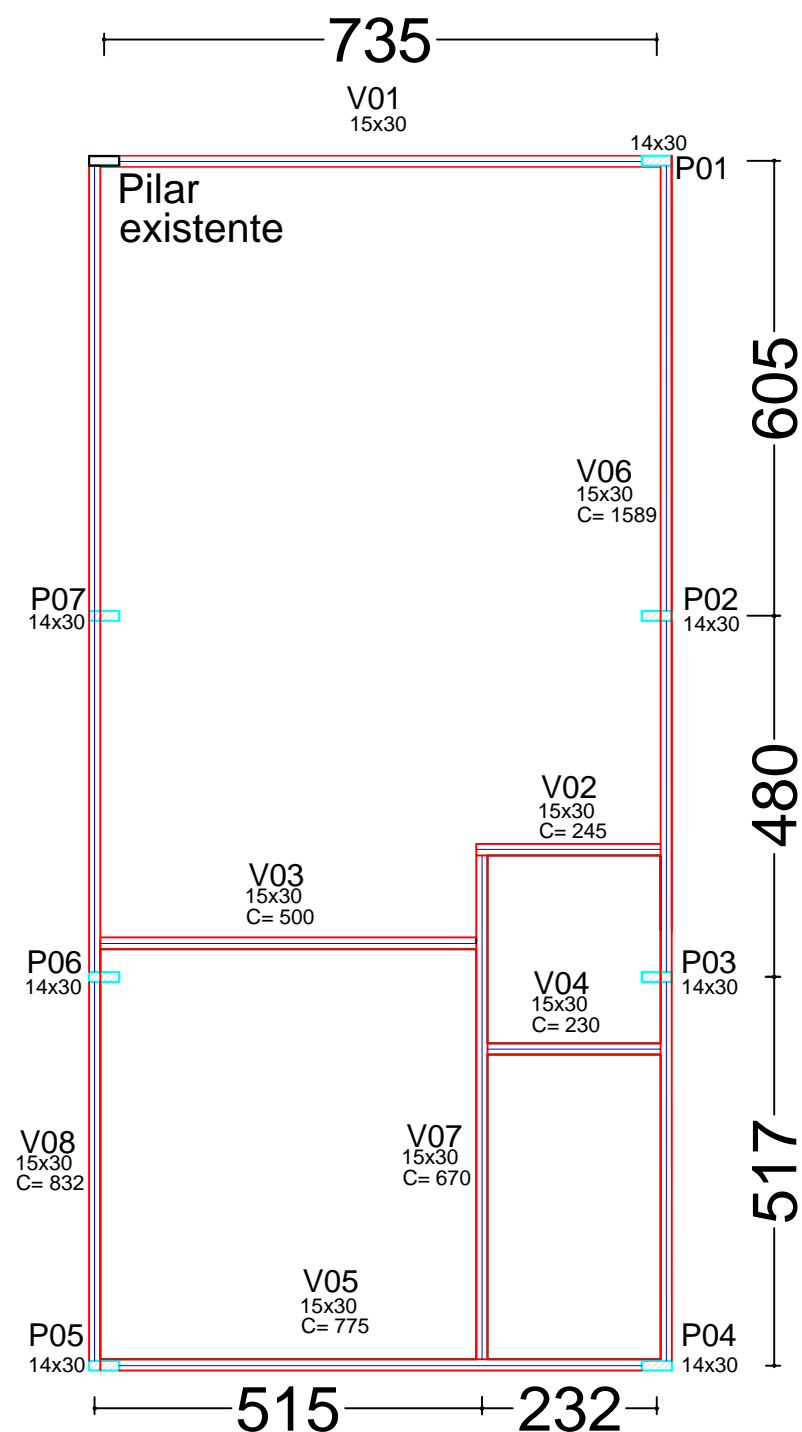 735
V01
15x30
14x30
P01
Pilar
existente
605
V06
15x30
C= 1589
P07
14x30
P02
14x30
480
V02
15x30
C= 245
V03
15x30
C= 500
P06
14x30
V04
15x30
C= 230
P03
14x30
517
V08
15x30
C= 832
V07
15x30
C= 670
V05
15x30
C= 775
P05
14x30
P04
14x30
515
232